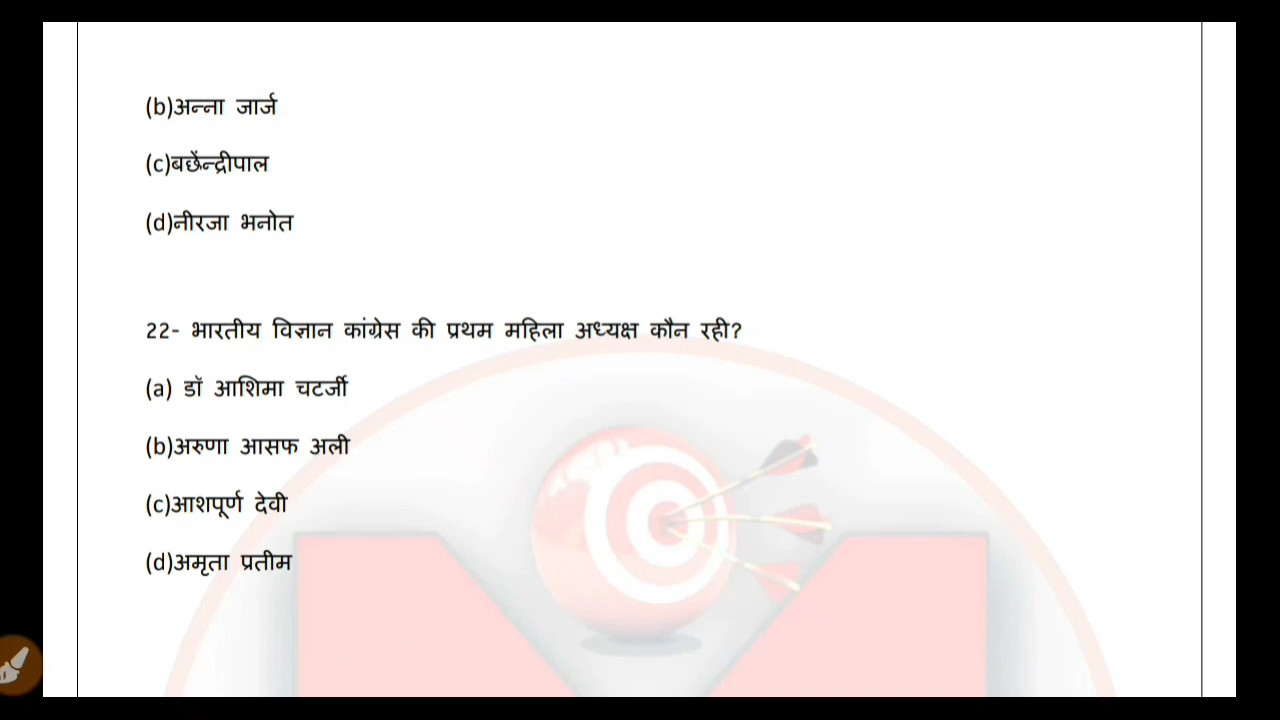 (b)अन्ना जार्ज
(c)बछेंन्द्रीपाल
(d)नीरजा भनोत
22- भारतीय विज्ञान कांग्रेस की प्रथम महिला अध्यक्ष कौन रही?
(a) डॉ आशिमा चटर्जी
(b)अरुणा आसफ अली
(c)आशपूर्ण देवी
(d)अमृता प्रतीम